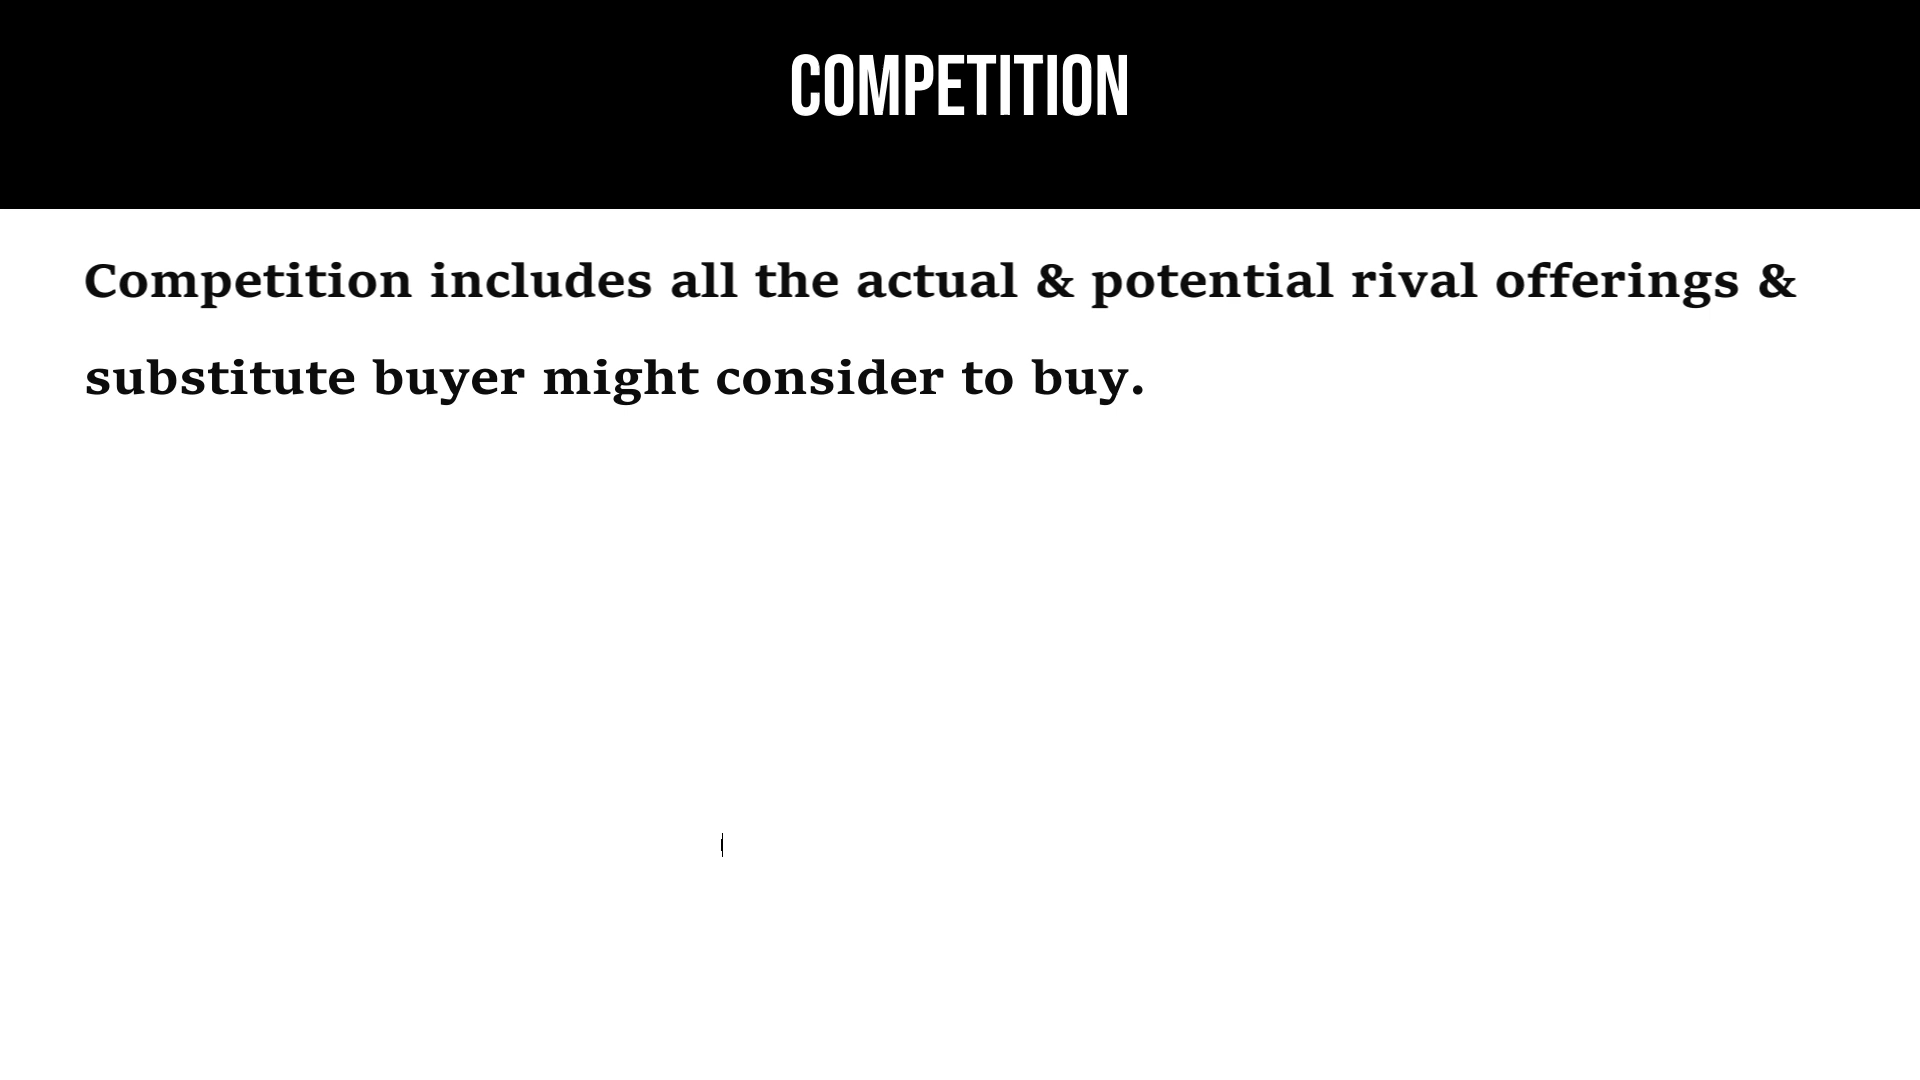 COMPETITION
Competition includes all the actual & potential rival offerings &
substitute buyer might consider to buy.